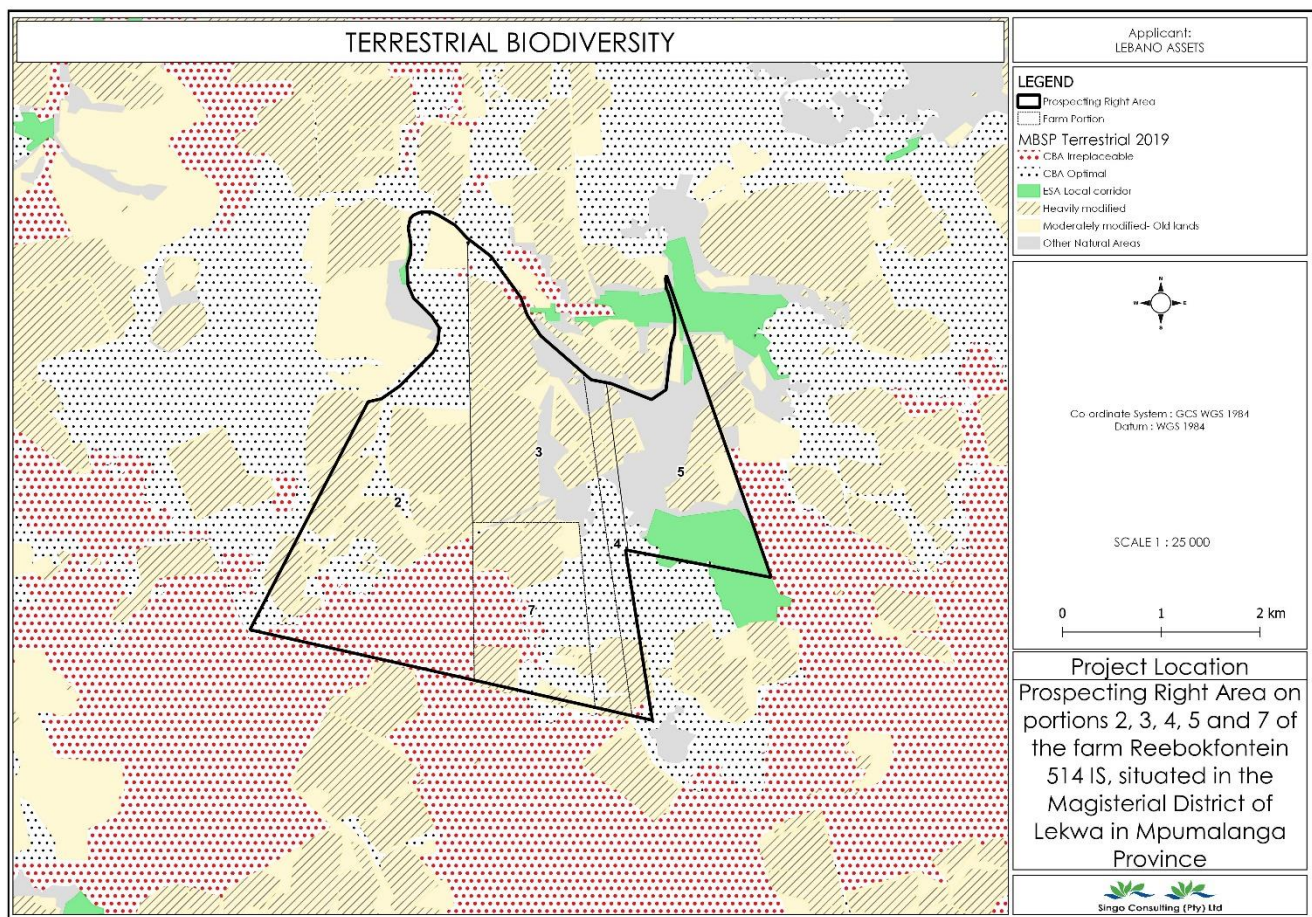 TERRESTRIAL BIODIVERSITY
3
2
5
4
7
Applicant:
LEBANO ASSETS
LEGEND
Prospecting Right Area
Farm Portion
MBSP Terrestrial 2019
CBA Irreplaceable
CBA Optimal
ESA Local corridor
Heavily modified
Moderalely modified- Old lands
Other Natural Areas
N
W E
S
Co ordinate System : GCS WGS 1984
Datum : WGS 1984
SCALE 1 : 25 000
0 1 2 km
Project Location
Prospecting Right Area on
portions 2, 3, 4, 5 and 7 of
the farm Reebokfontein
514 IS, situated in the
Magisterial District of
Lekwa in Mpumalanga
Province
Singo Consulting (Pty) Ltd